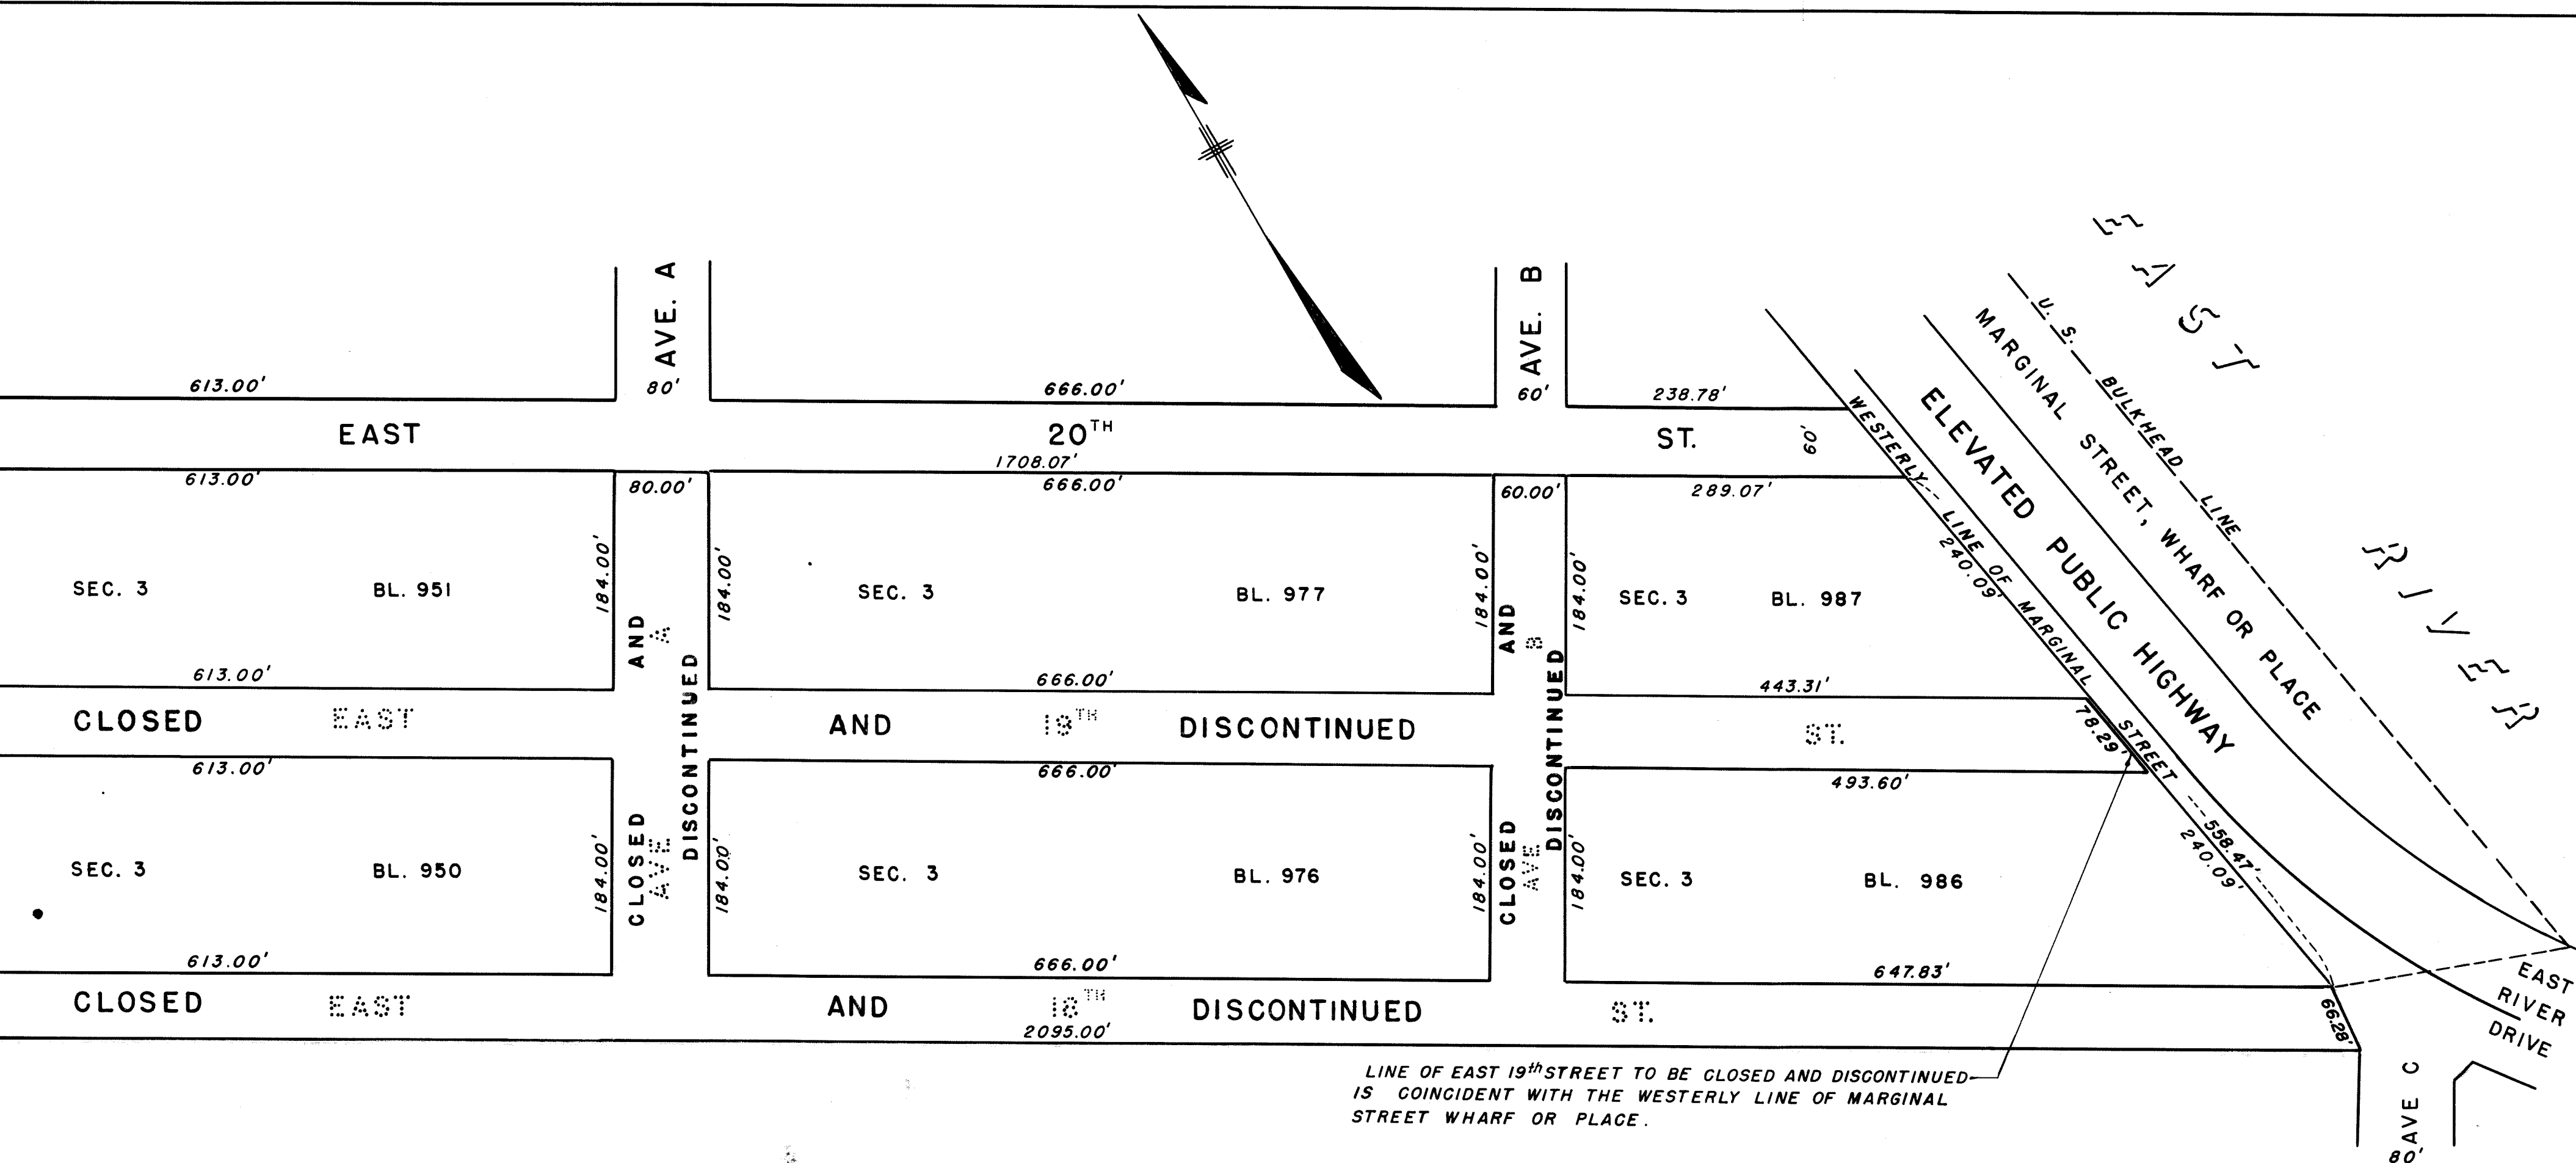 AVE. A
80'
AVE. B
60'
613.00'
666.00'
238.78'
EAST 20TH ST.
60'
1708.07'
613.00'
80.00'
666.00'
60.00'
289.07'
184.00'
184.00'
184.00'
184.00'
SEC. 3 BL. 951
SEC. 3 BL. 977
SEC. 3 BL. 987
613.00'
666.00'
443.31'
CLOSED AND DISCONTINUED
EAST 19TH ST.
CLOSED AND DISCONTINUED
AVE A
CLOSED AND DISCONTINUED
AVE B
613.00'
666.00'
493.60'
184.00'
184.00'
184.00'
184.00'
SEC. 3 BL. 950
SEC. 3 BL. 976
SEC. 3 BL. 986
613.00'
666.00'
647.83'
CLOSED AND DISCONTINUED
EAST 18TH ST.
2095.00'
WESTERLY LINE OF MARGINAL STREET
240.09'
78.29'
558.47'
240.09'
66.28'
ELEVATED PUBLIC HIGHWAY
MARGINAL STREET, WHARF OR PLACE
U. S. BULKHEAD LINE
EAST RIVER
EAST
RIVER
DRIVE
AVE C
80'
LINE OF EAST 19th STREET TO BE CLOSED AND DISCONTINUED
IS COINCIDENT WITH THE WESTERLY LINE OF MARGINAL
STREET WHARF OR PLACE.